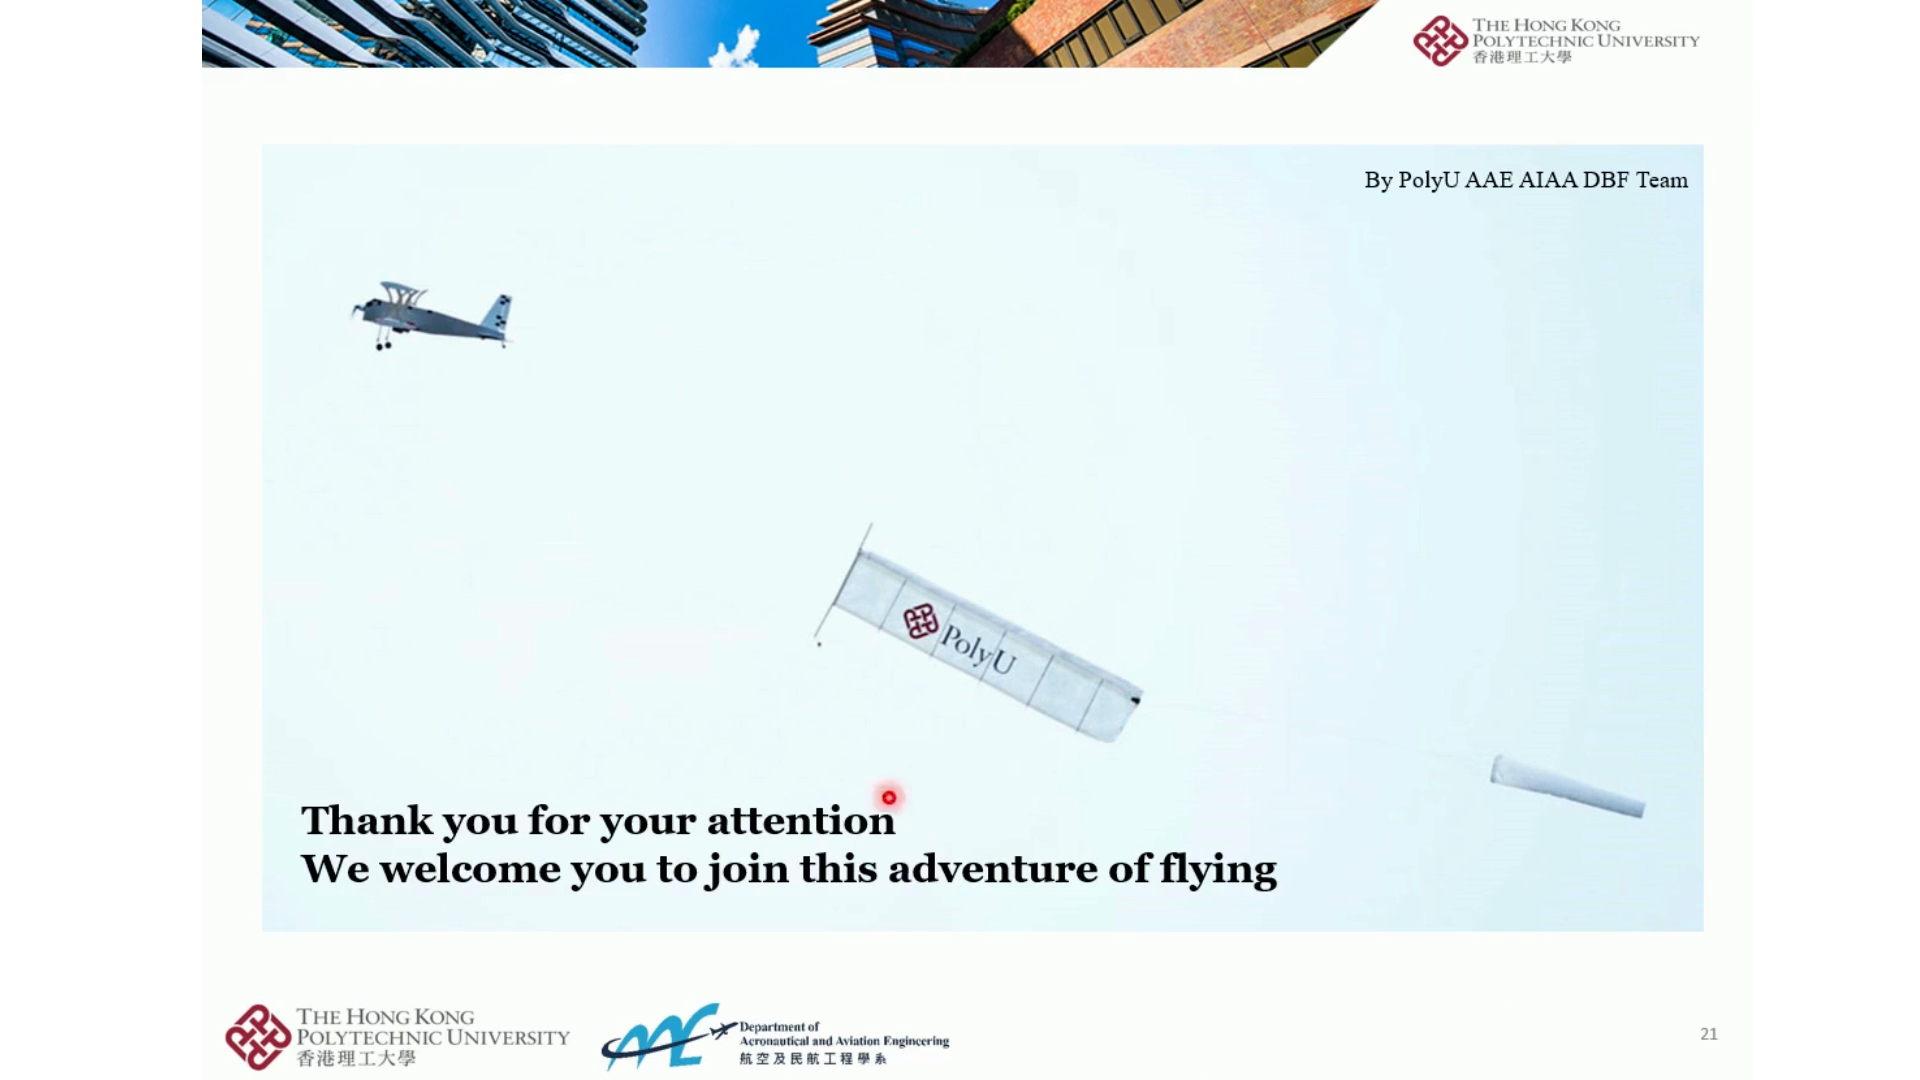 THE HONG KONG
POLYTECHNIC UNIVERSITY
香港理工大學
By PolyU AAE AIAA DBF Team
PolyU
Thank you for your attention
We welcome you to join this adventure of flying
THE HONG KONG
POLYTECHNIC UNIVERSITY
香港理工大學
AAE
Department of
Aeronautical and Aviation Engineering
航空及民航工程學系
21